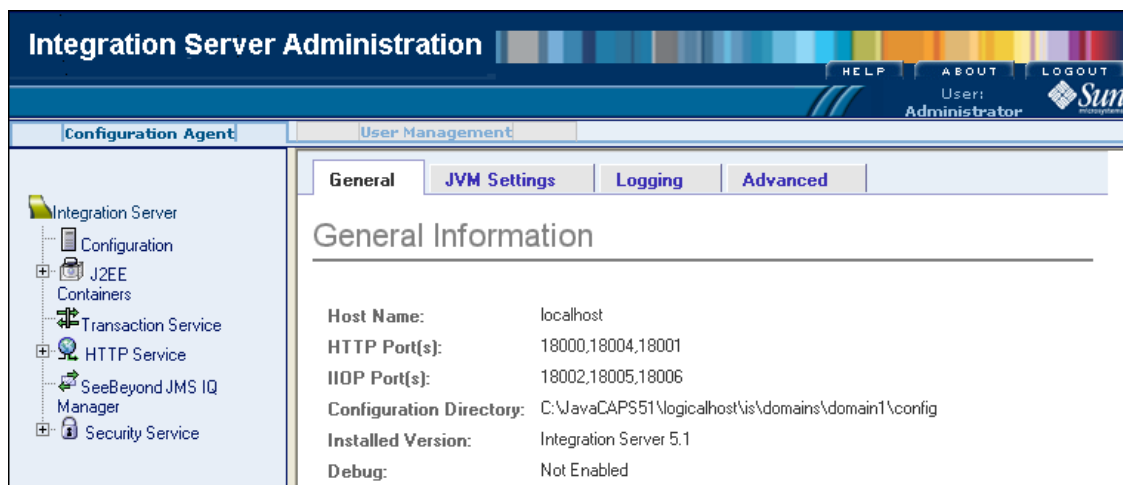 Integration Server Administration
HELP ABOUT LOGOUT
User:
Administrator
Sun
microsystems
Configuration Agent User Management
General JVM Settings Logging Advanced
Integration Server
Configuration
J2EE
Containers
Transaction Service
HTTP Service
SeeBeyond JMS IQ
Manager
Security Service
General Information
Host Name: localhost
HTTP Port(s): 18000,18004,18001
IIOP Port(s): 18002,18005,18006
Configuration Directory: C:\JavaCAPS51\logicalhost\is\domains\domain1\config
Installed Version: Integration Server 5.1
Debug: Not Enabled